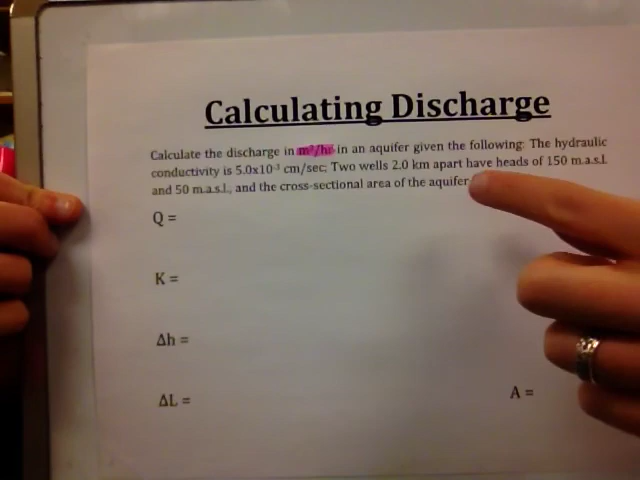 Calculating Discharge
Calculate the discharge in m³/hr in an aquifer given the following: The hydraulic
conductivity is 5.0x10⁻³ cm/sec; Two wells 2.0 km apart have heads of 150 m.a.s.l.
and 50 m.a.s.l., and the cross-sectional area of the aquifer
Q =
K =
Δh =
ΔL =
A =